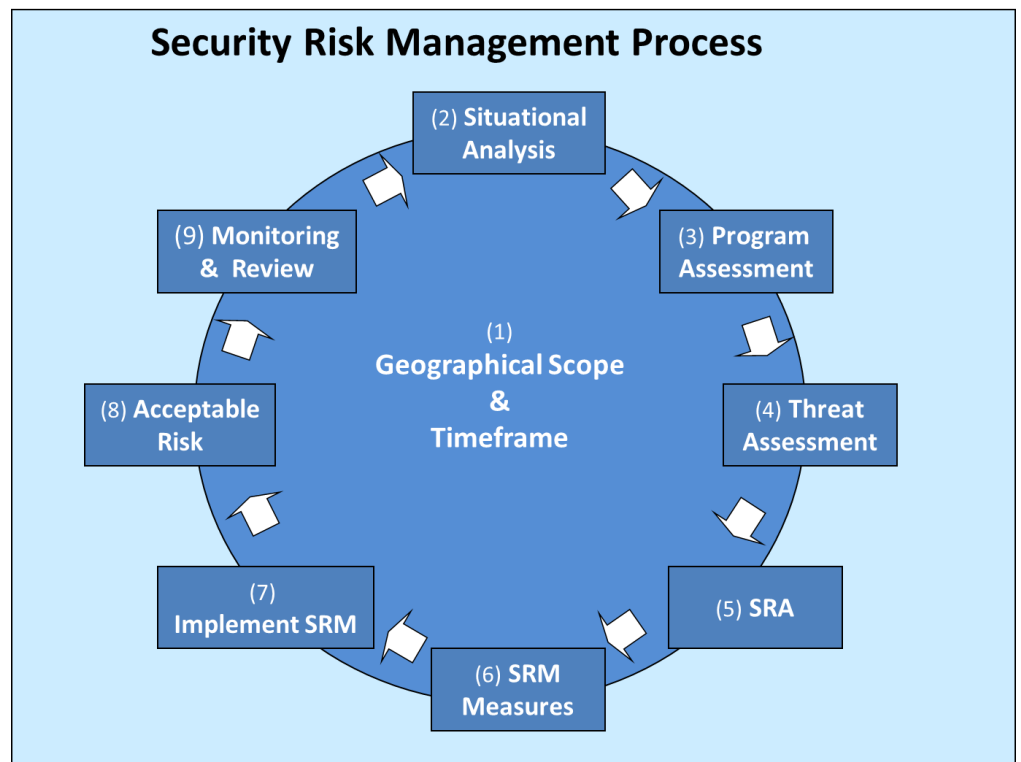 Security Risk Management Process
(2) Situational
Analysis
(9) Monitoring
& Review
(3) Program
Assessment
(1)
Geographical Scope
&
Timeframe
(8) Acceptable
Risk
(4) Threat
Assessment
(7)
Implement SRM
(5) SRA
(6) SRM
Measures